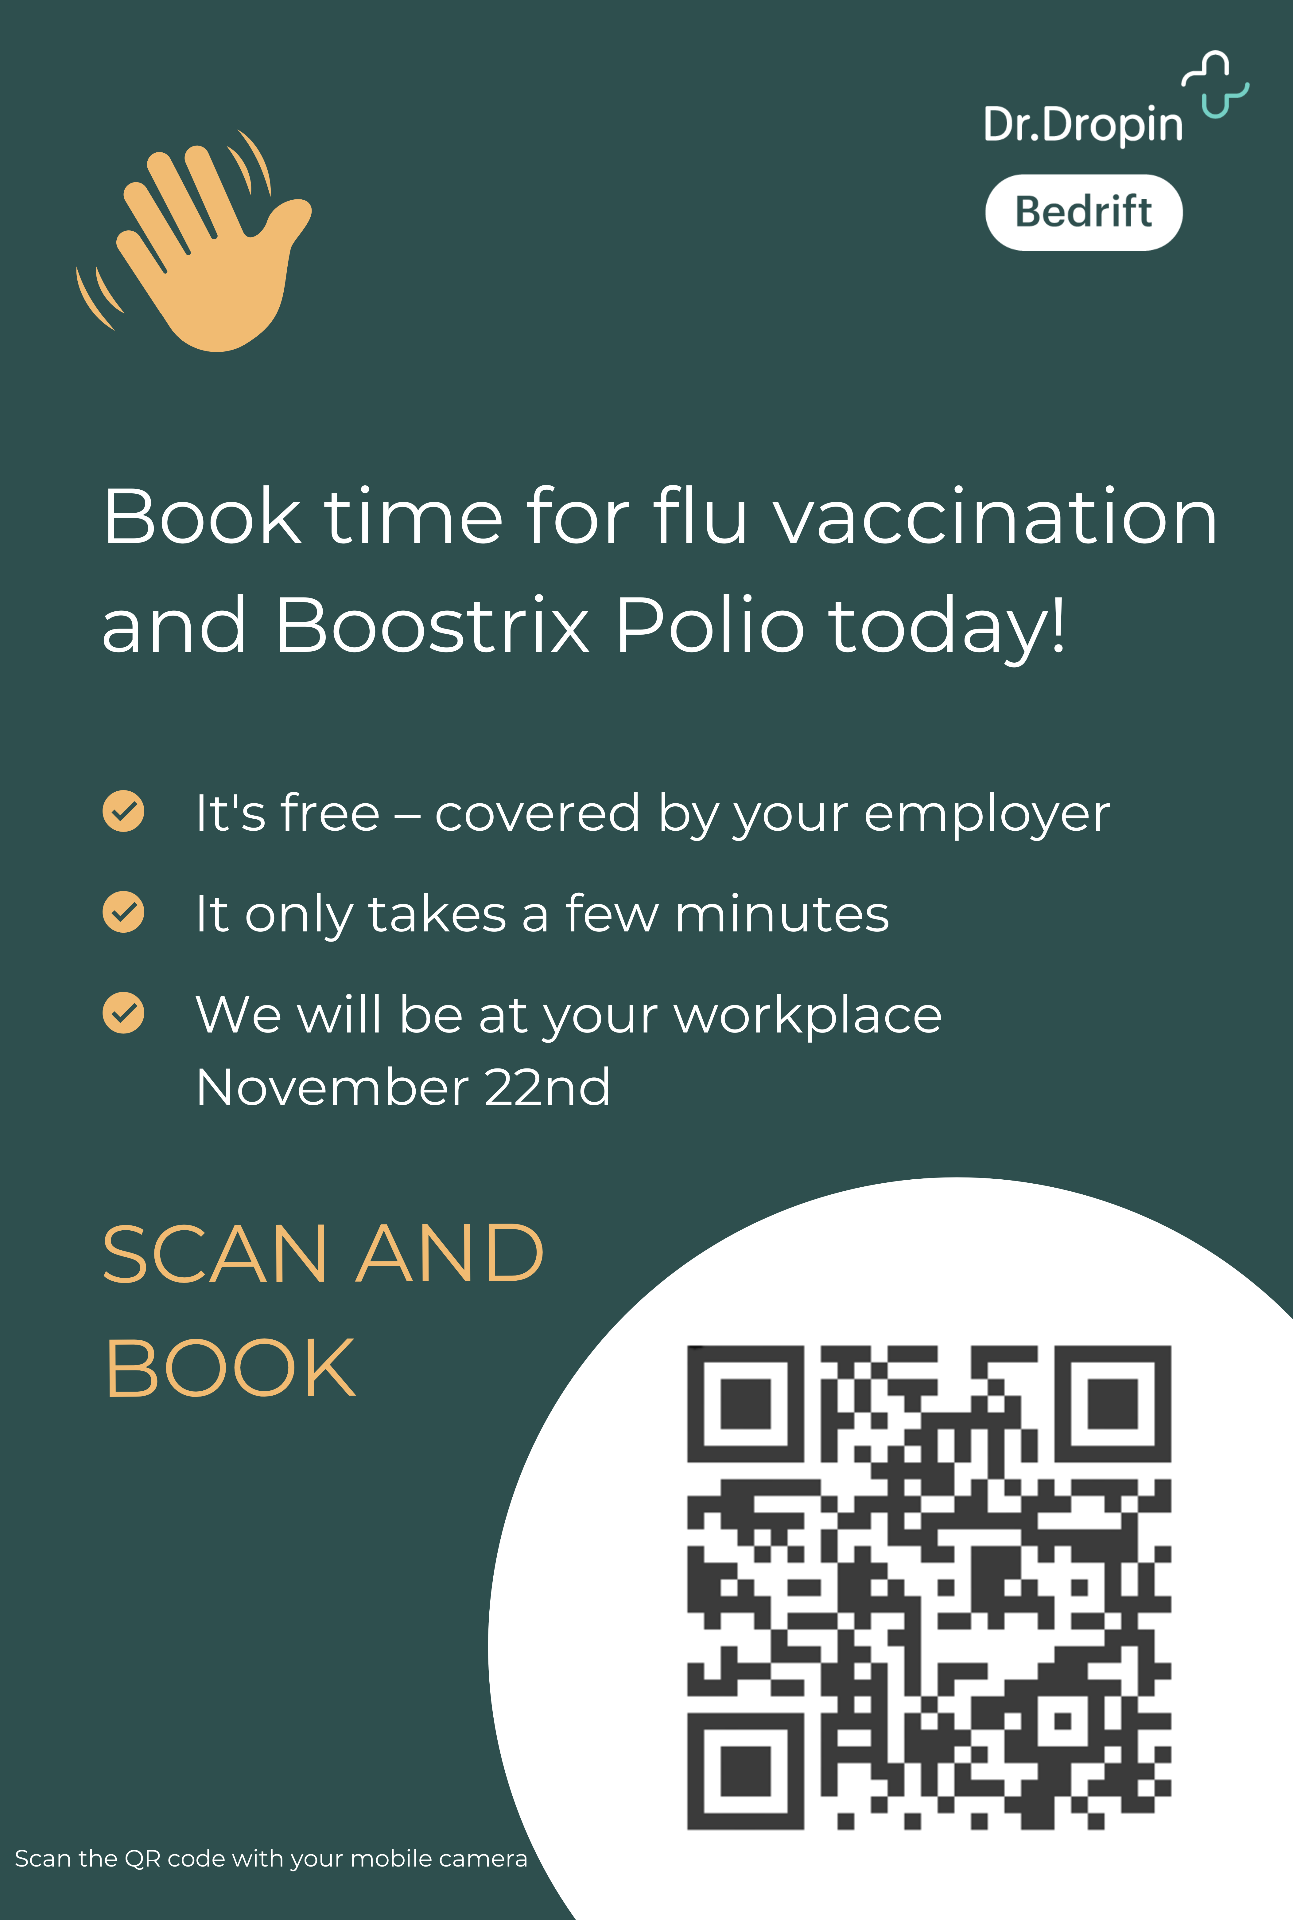 Dr.Dropin
Bedrift
Book time for flu vaccination
and Boostrix Polio today!
It's free – covered by your employer
It only takes a few minutes
We will be at your workplace
November 22nd
SCAN AND
BOOK
Scan the QR code with your mobile camera